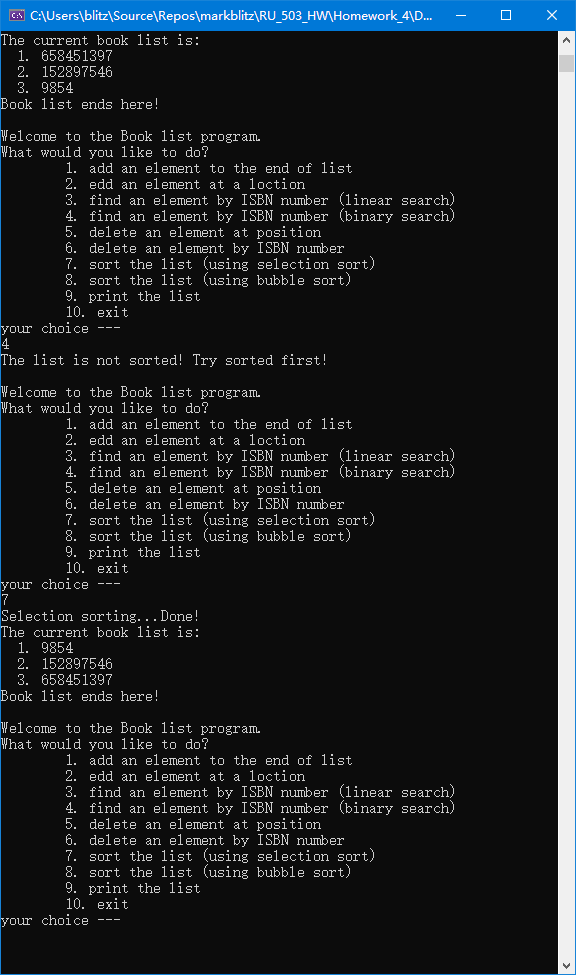 C:\Users\blitz\Source\Repos\markblitz\RU_503_HW\Homework_4\D...
The current book list is:
1. 658451397
2. 152897546
3. 9854
Book list ends here!
Welcome to the Book list program.
What would you like to do?
1. add an element to the end of list
2. edd an element at a loction
3. find an element by ISBN number (linear search)
4. find an element by ISBN number (binary search)
5. delete an element at position
6. delete an element by ISBN number
7. sort the list (using selection sort)
8. sort the list (using bubble sort)
9. print the list
10. exit
your choice ---
4
The list is not sorted! Try sorted first!
Welcome to the Book list program.
What would you like to do?
1. add an element to the end of list
2. edd an element at a loction
3. find an element by ISBN number (linear search)
4. find an element by ISBN number (binary search)
5. delete an element at position
6. delete an element by ISBN number
7. sort the list (using selection sort)
8. sort the list (using bubble sort)
9. print the list
10. exit
your choice ---
7
Selection sorting...Done!
The current book list is:
1. 9854
2. 152897546
3. 658451397
Book list ends here!
Welcome to the Book list program.
What would you like to do?
1. add an element to the end of list
2. edd an element at a loction
3. find an element by ISBN number (linear search)
4. find an element by ISBN number (binary search)
5. delete an element at position
6. delete an element by ISBN number
7. sort the list (using selection sort)
8. sort the list (using bubble sort)
9. print the list
10. exit
your choice ---